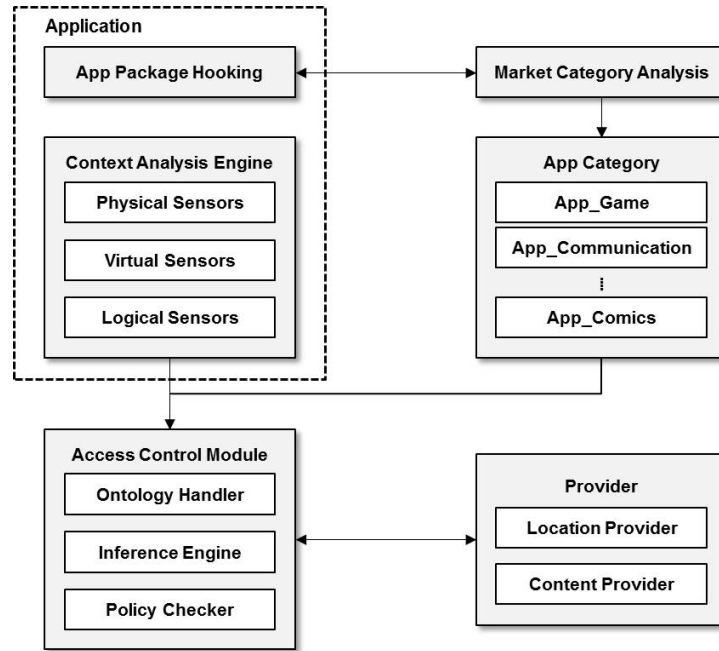 Application
App Package Hooking
Market Category Analysis
Context Analysis Engine
Physical Sensors
Virtual Sensors
Logical Sensors
App Category
App_Game
App_Communication
App_Comics
Access Control Module
Ontology Handler
Inference Engine
Policy Checker
Provider
Location Provider
Content Provider